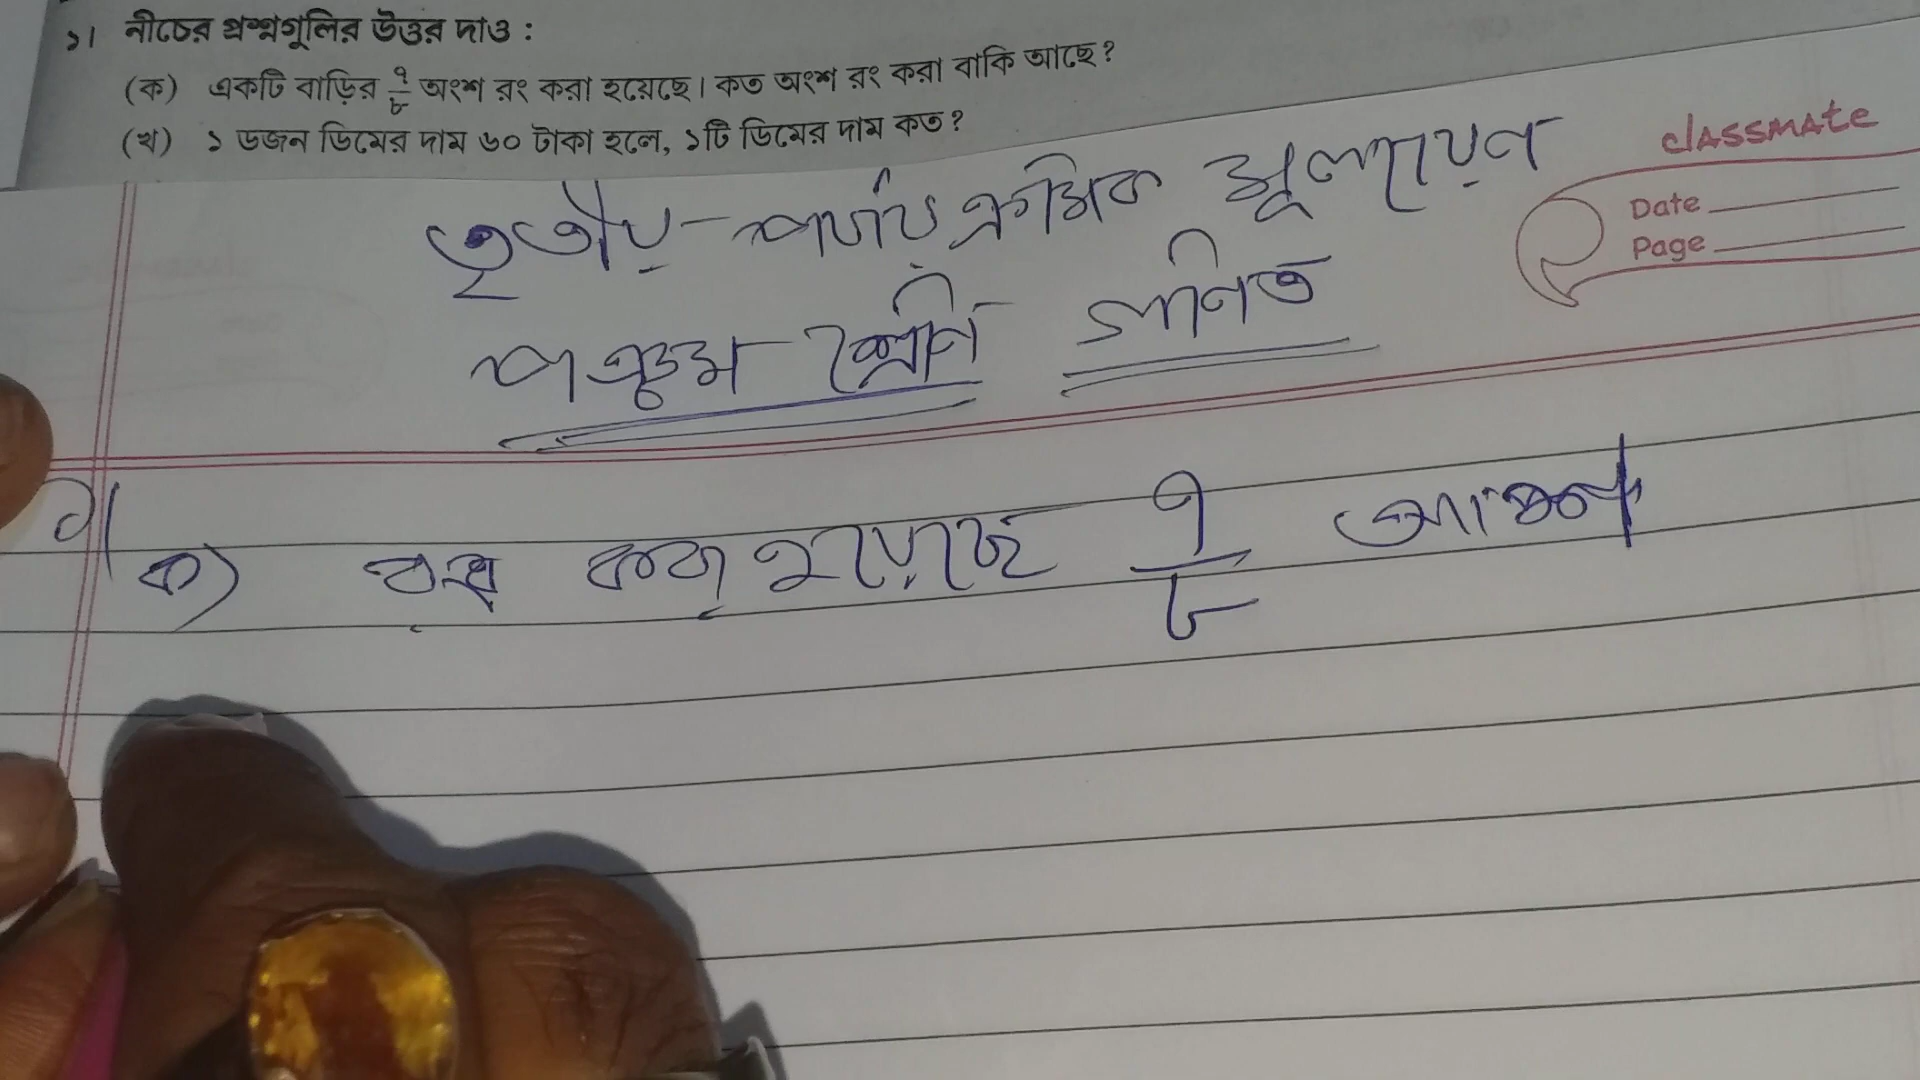 ১। নীচের প্রশ্নগুলির উত্তর দাও :
(ক) একটি বাড়ির ৭/৮ অংশ রং করা হয়েছে। কত অংশ রং করা বাকি আছে?
(খ) ১ ডজন ডিমের দাম ৬০ টাকা হলে, ১টি ডিমের দাম কত?
classmate
Date
Page
তৃতীয় পর্যায়ক্রমিক মূল্যায়ণ
পঞ্চম শ্রেণি গণিত
১।
ক) রং করা হয়েছে ৭/৮ অংশ